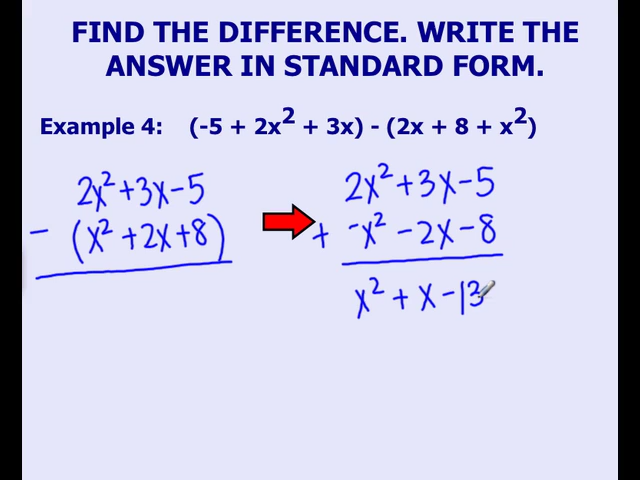 FIND THE DIFFERENCE. WRITE THE
ANSWER IN STANDARD FORM.
Example 4: (-5 + 2x² + 3x) - (2x + 8 + x²)
2x²+3x-5
- (x²+2x+8)
2x²+3x-5
+ -x²-2x-8
x²+x-13